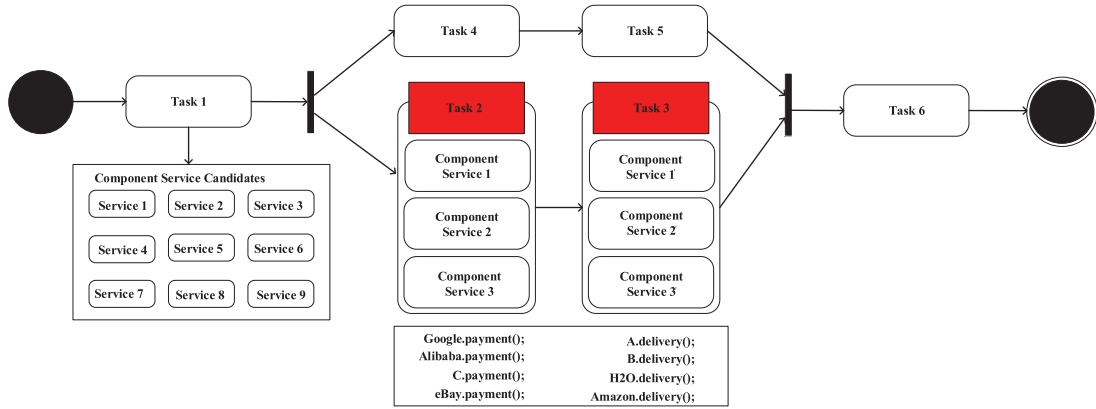 Task 4
Task 5
Task 1
Task 2
Task 3
Task 6
Component
Service 1
Component
Service 2
Component
Service 3
Component
Service 1'
Component
Service 2'
Component
Service 3'
Component Service Candidates
Service 1
Service 2
Service 3
Service 4
Service 5
Service 6
Service 7
Service 8
Service 9
Google.payment();
Alibaba.payment();
C.payment();
eBay.payment();
A.delivery();
B.delivery();
H2O.delivery();
Amazon.delivery();